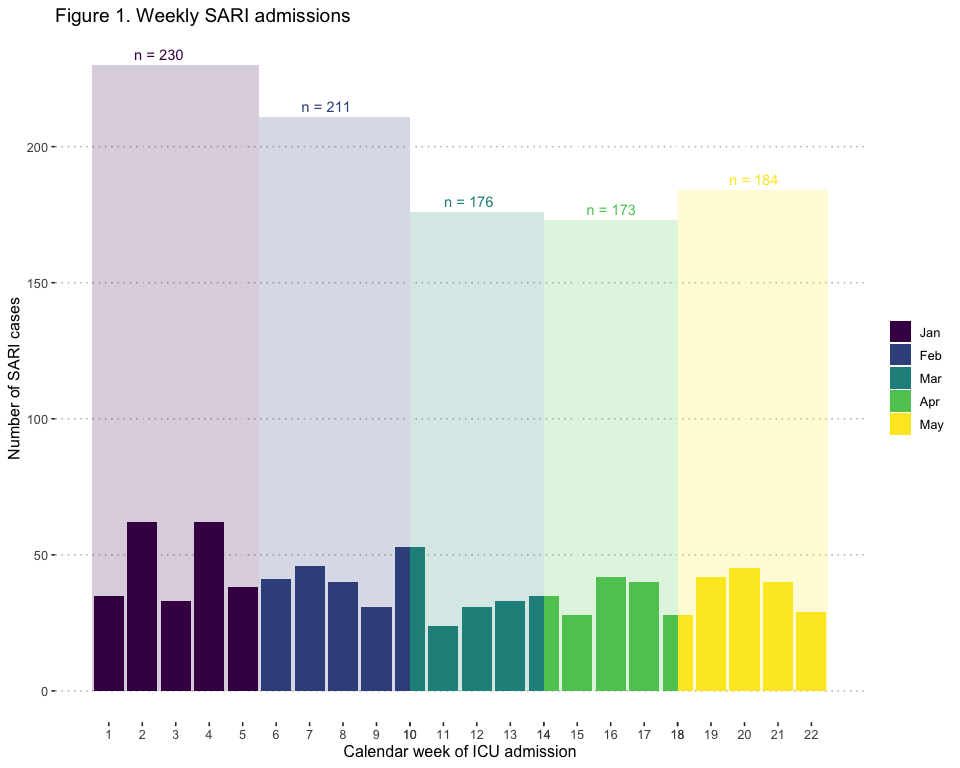 Figure 1. Weekly SARI admissions
n = 230
n = 211
n = 176
n = 173
n = 184
Number of SARI cases
200
150
100
50
0
1 2 3 4 5 6 7 8 9 10 11 12 13 14 15 16 17 18 19 20 21 22
Calendar week of ICU admission
Jan
Feb
Mar
Apr
May